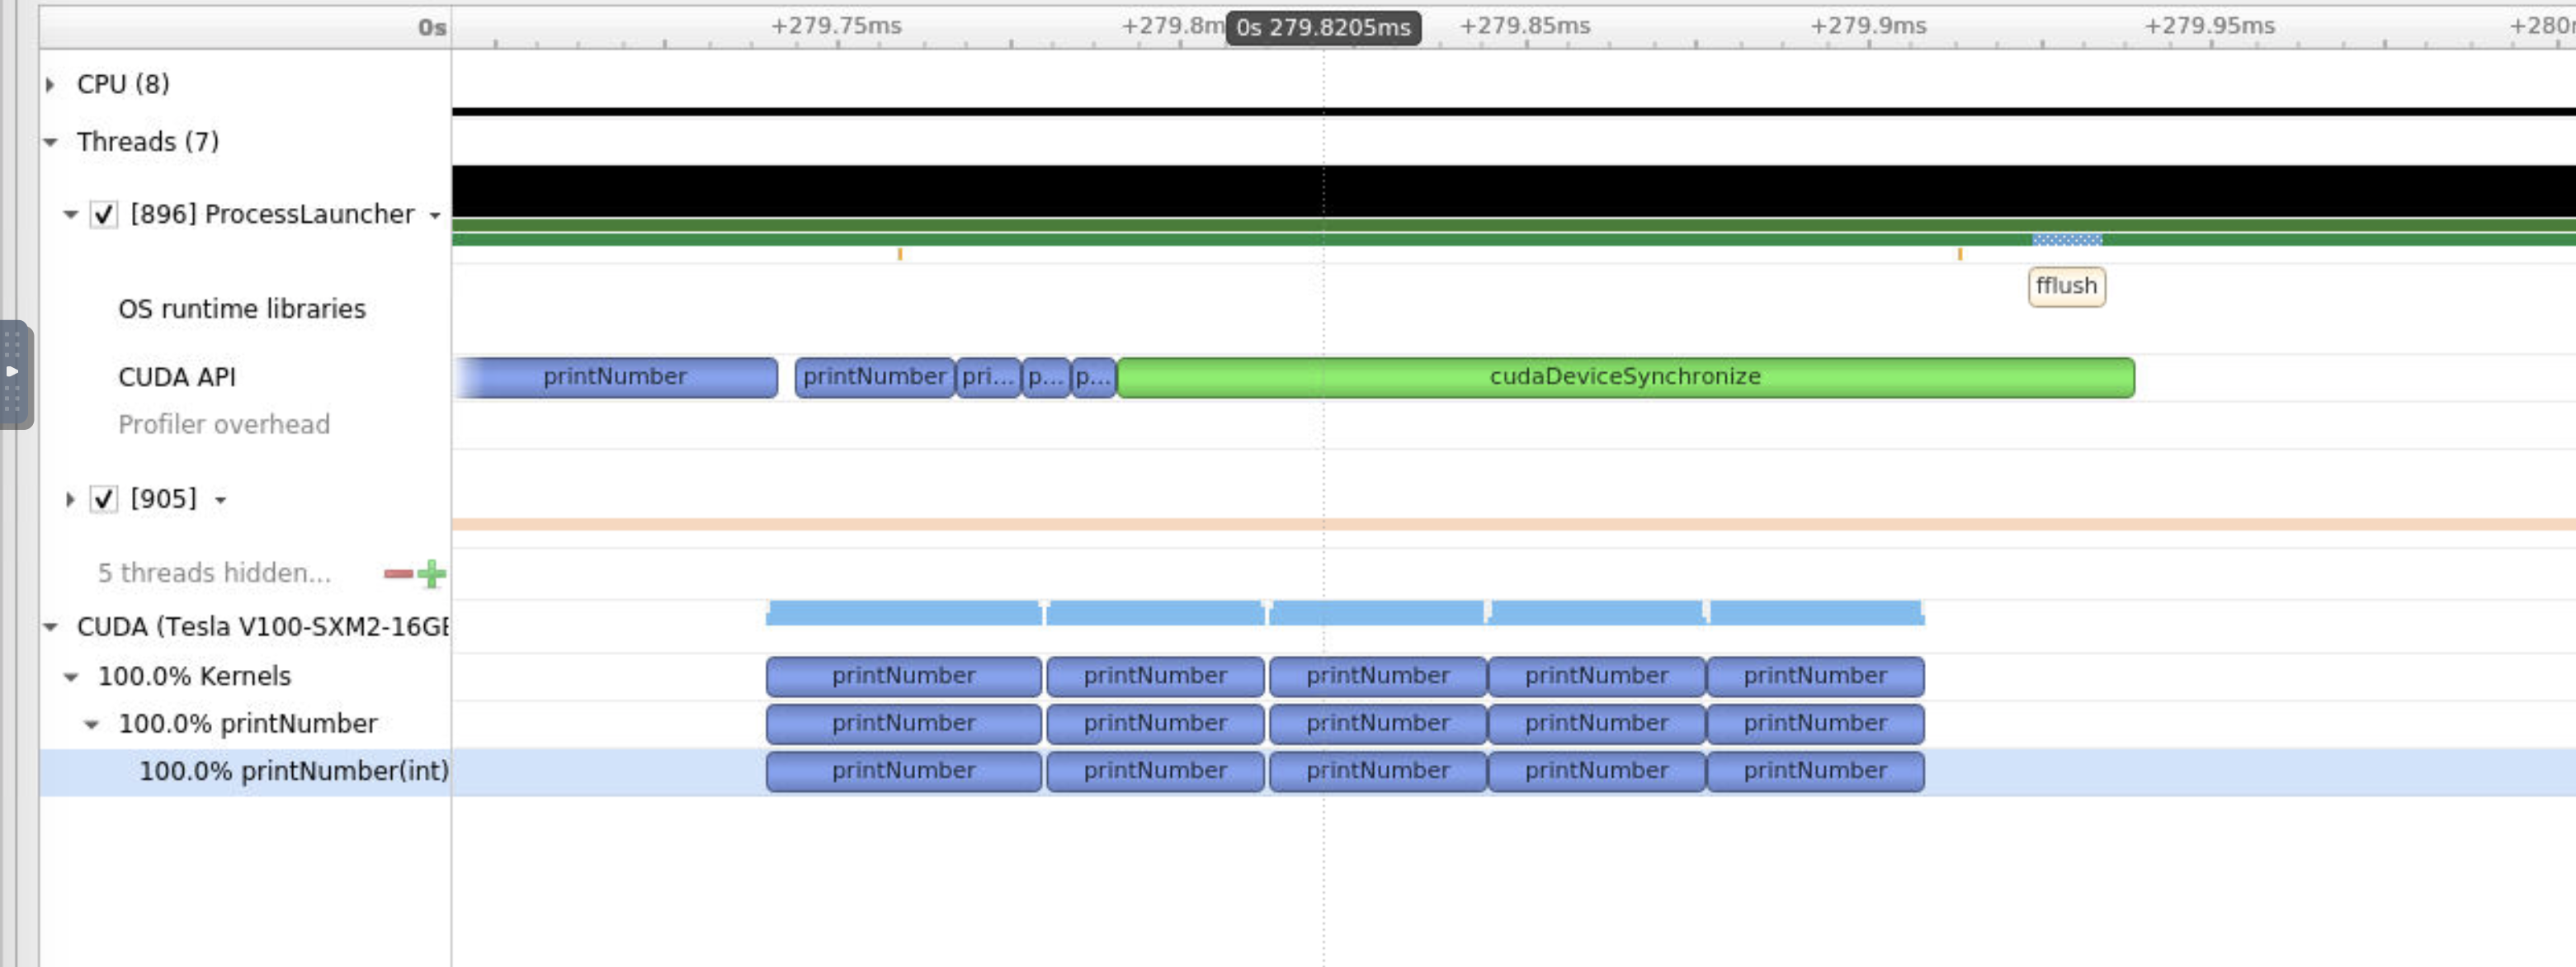 0s +279.75ms +279.8m 0s 279.8205ms +279.85ms +279.9ms +279.95ms +280
CPU (8)
Threads (7)
[896] ProcessLauncher
fflush
OS runtime libraries
CUDA API printNumber printNumber pri... p... p... cudaDeviceSynchronize
Profiler overhead
[905]
5 threads hidden...
CUDA (Tesla V100-SXM2-16G
100.0% Kernels printNumber printNumber printNumber printNumber printNumber
100.0% printNumber printNumber printNumber printNumber printNumber printNumber
100.0% printNumber(int) printNumber printNumber printNumber printNumber printNumber